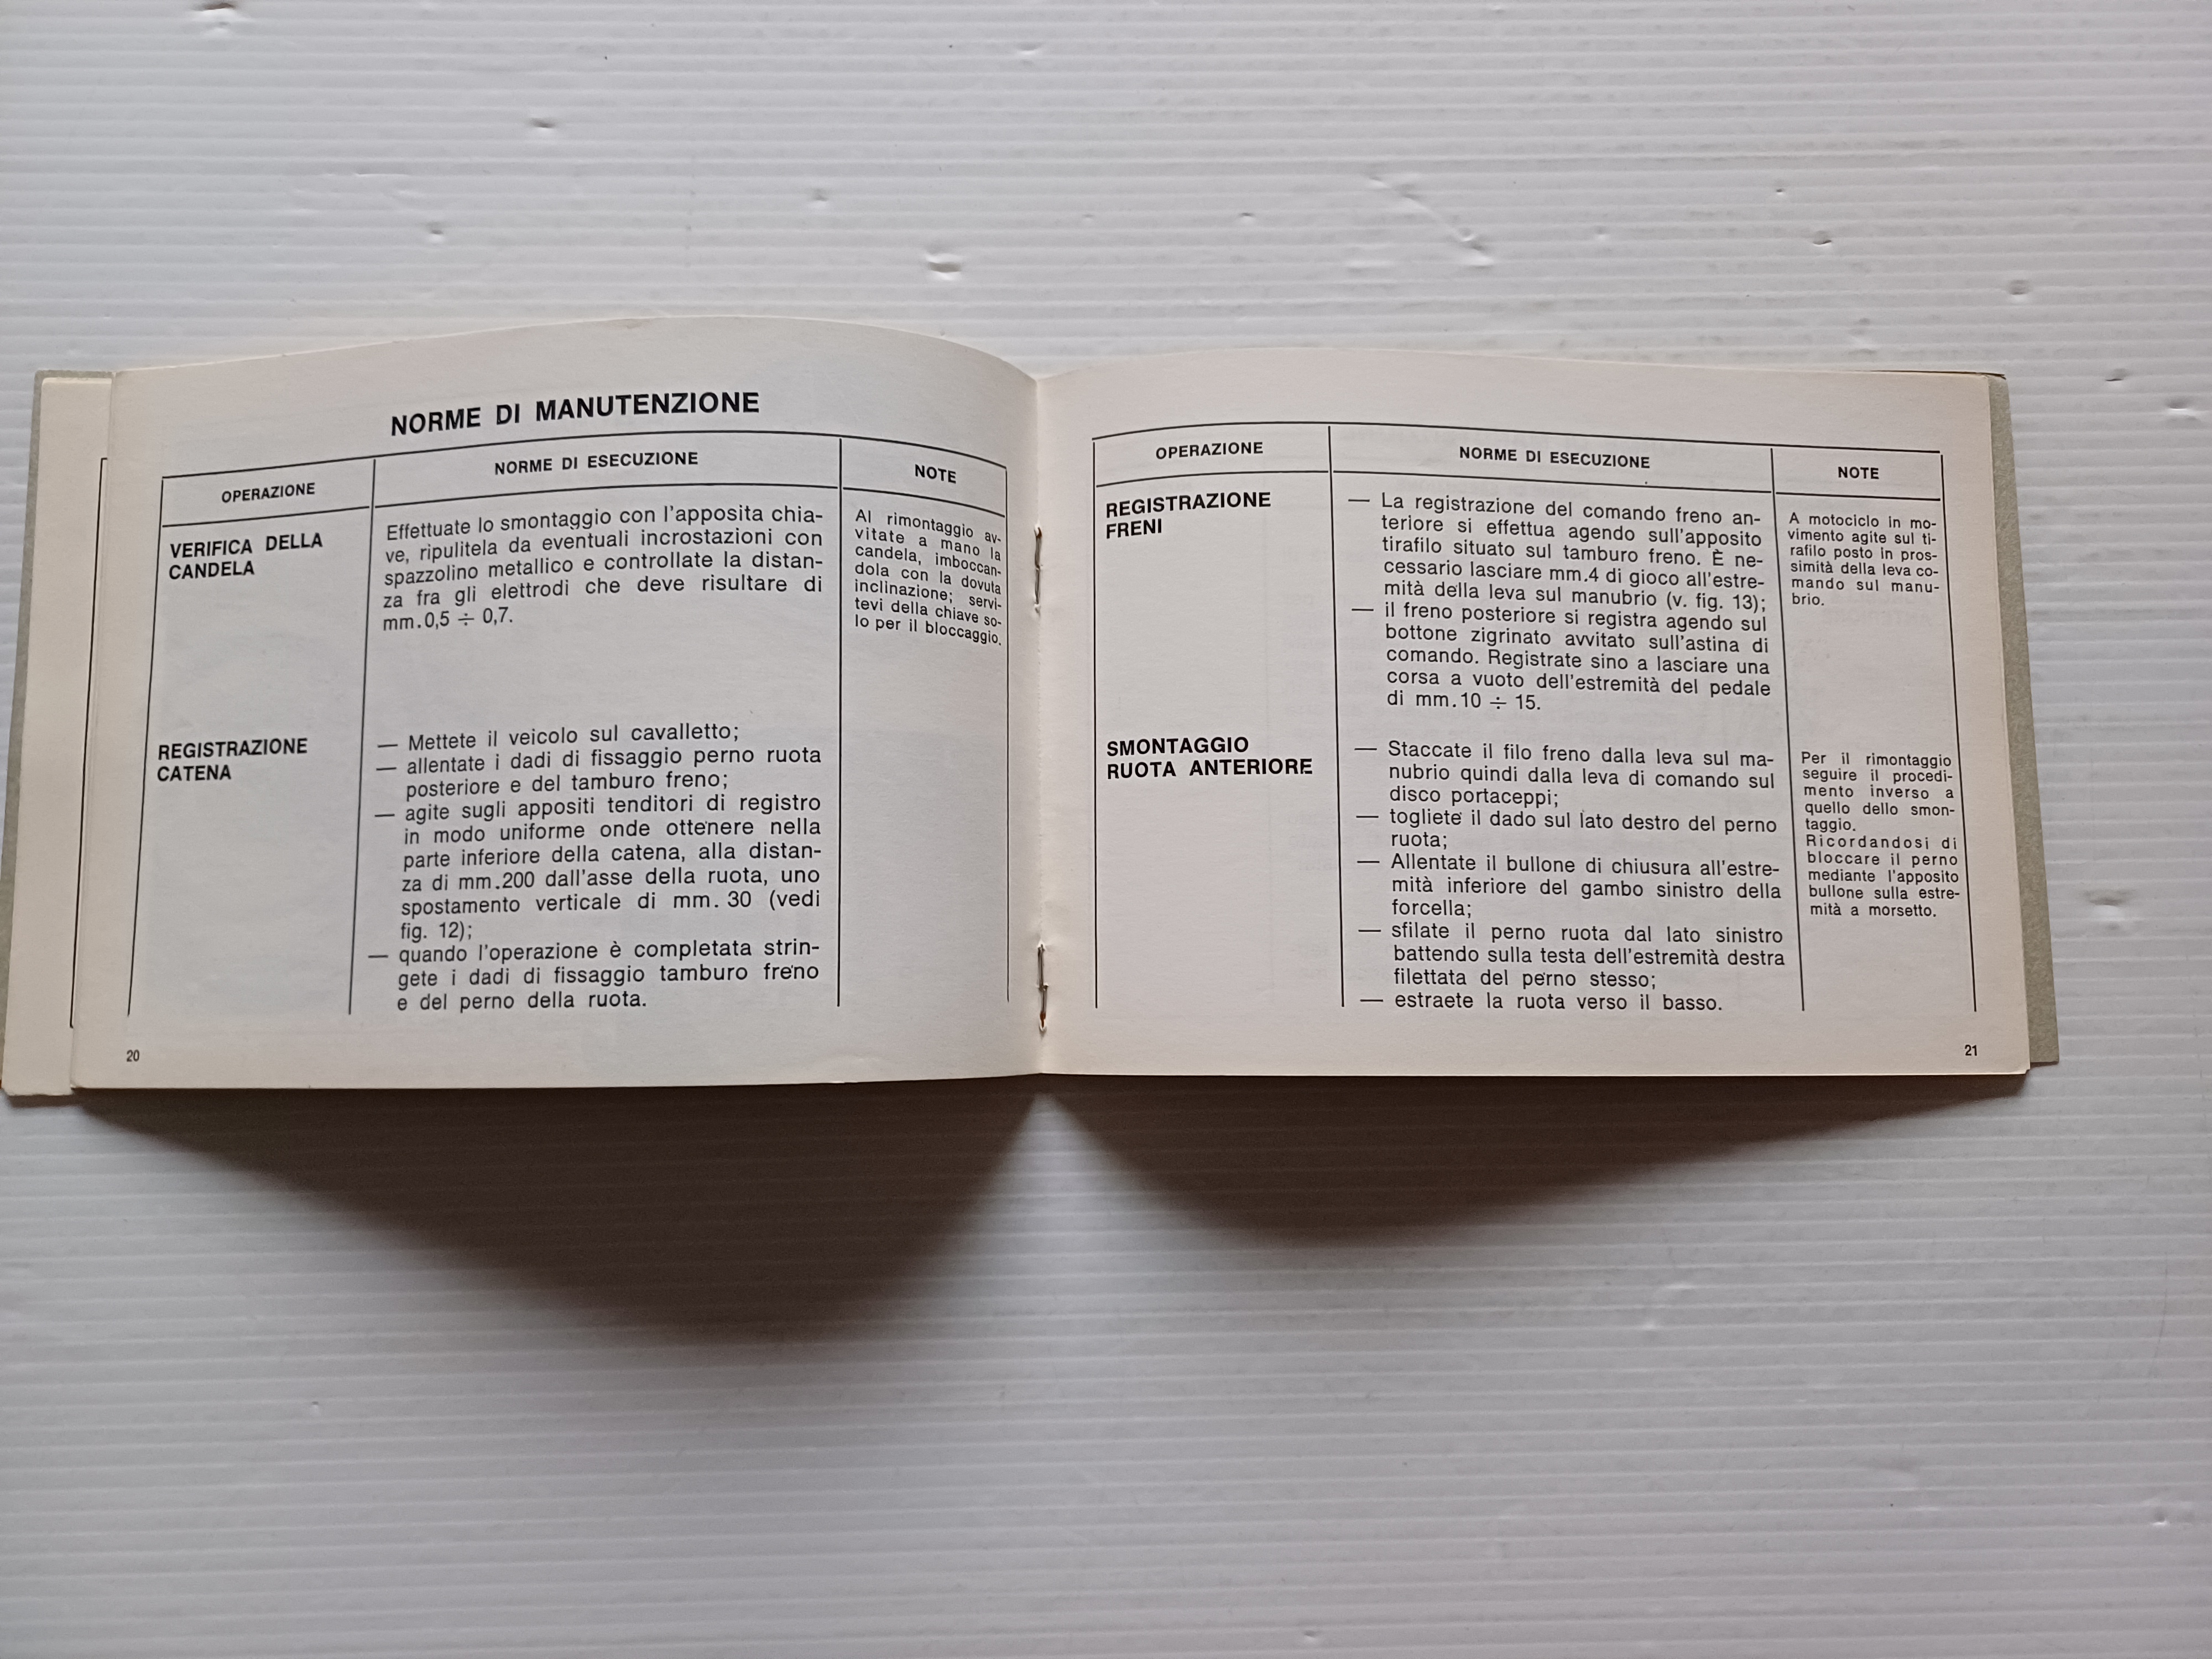 NORME DI MANUTENZIONE
OPERAZIONE
NORME DI ESECUZIONE
NOTE
VERIFICA DELLA
CANDELA
Effettuate lo smontaggio con l'apposita chia-
ve, ripulitela da eventuali incrostazioni con
spazzolino metallico e controllate la distan-
za fra gli elettrodi che deve risultare di
mm.0,5 ÷ 0,7.
Al rimontaggio av-
vitate a mano la
candela, imboccan-
dola con la dovuta
inclinazione; servi-
tevi della chiave so-
lo per il bloccaggio.
REGISTRAZIONE
CATENA
— Mettete il veicolo sul cavalletto;
— allentate i dadi di fissaggio perno ruota
posteriore e del tamburo freno;
— agite sugli appositi tenditori di registro
in modo uniforme onde ottenere nella
parte inferiore della catena, alla distan-
za di mm.200 dall'asse della ruota, uno
spostamento verticale di mm. 30 (vedi
fig. 12);
— quando l'operazione è completata strin-
gete i dadi di fissaggio tamburo freno
e del perno della ruota.
20
OPERAZIONE
NORME DI ESECUZIONE
NOTE
REGISTRAZIONE
FRENI
— La registrazione del comando freno an-
teriore si effettua agendo sull'apposito
tirafilo situato sul tamburo freno. È ne-
cessario lasciare mm.4 di gioco all'estre-
mità della leva sul manubrio (v. fig. 13);
— il freno posteriore si registra agendo sul
bottone zigrinato avvitato sull'astina di
comando. Registrate sino a lasciare una
corsa a vuoto dell'estremità del pedale
di mm. 10 ÷ 15.
A motociclo in mo-
vimento agite sul ti-
rafilo posto in pros-
simità della leva co-
mando sul manu-
brio.
SMONTAGGIO
RUOTA ANTERIORE
— Staccate il filo freno dalla leva sul ma-
nubrio quindi dalla leva di comando sul
disco portaceppi;
— togliete il dado sul lato destro del perno
ruota;
— Allentate il bullone di chiusura all'estre-
mità inferiore del gambo sinistro della
forcella;
— sfilate il perno ruota dal lato sinistro
battendo sulla testa dell'estremità destra
filettata del perno stesso;
— estraete la ruota verso il basso.
Per il rimontaggio
seguire il procedi-
mento inverso a
quello dello smon-
taggio.
Ricordandosi di
bloccare il perno
mediante l'apposito
bullone sulla estre-
mità a morsetto.
21